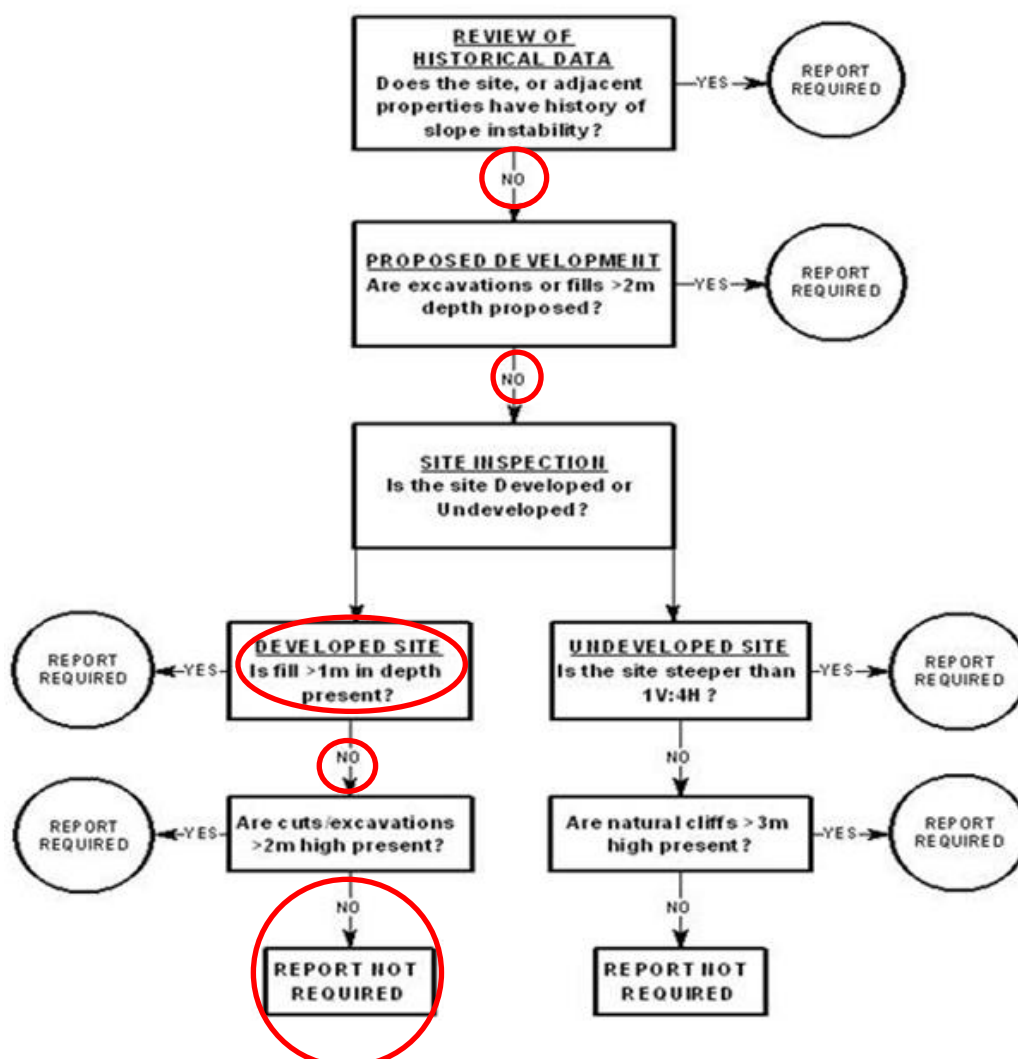 REVIEW OF
HISTORICAL DATA
Does the site, or adjacent
properties have history of
slope instability?
YES
REPORT
REQUIRED
NO
PROPOSED DEVELOPMENT
Are excavations or fills >2m
depth proposed?
YES
REPORT
REQUIRED
NO
SITE INSPECTION
Is the site Developed or
Undeveloped?
REPORT
REQUIRED
YES
DEVELOPED SITE
Is fill >1m in depth
present?
UNDEVELOPED SITE
Is the site steeper than
1V:4H ?
YES
REPORT
REQUIRED
NO
NO
REPORT
REQUIRED
YES
Are cuts/excavations
>2m high present?
Are natural cliffs >3m
high present?
YES
REPORT
REQUIRED
NO
NO
REPORT NOT
REQUIRED
REPORT NOT
REQUIRED